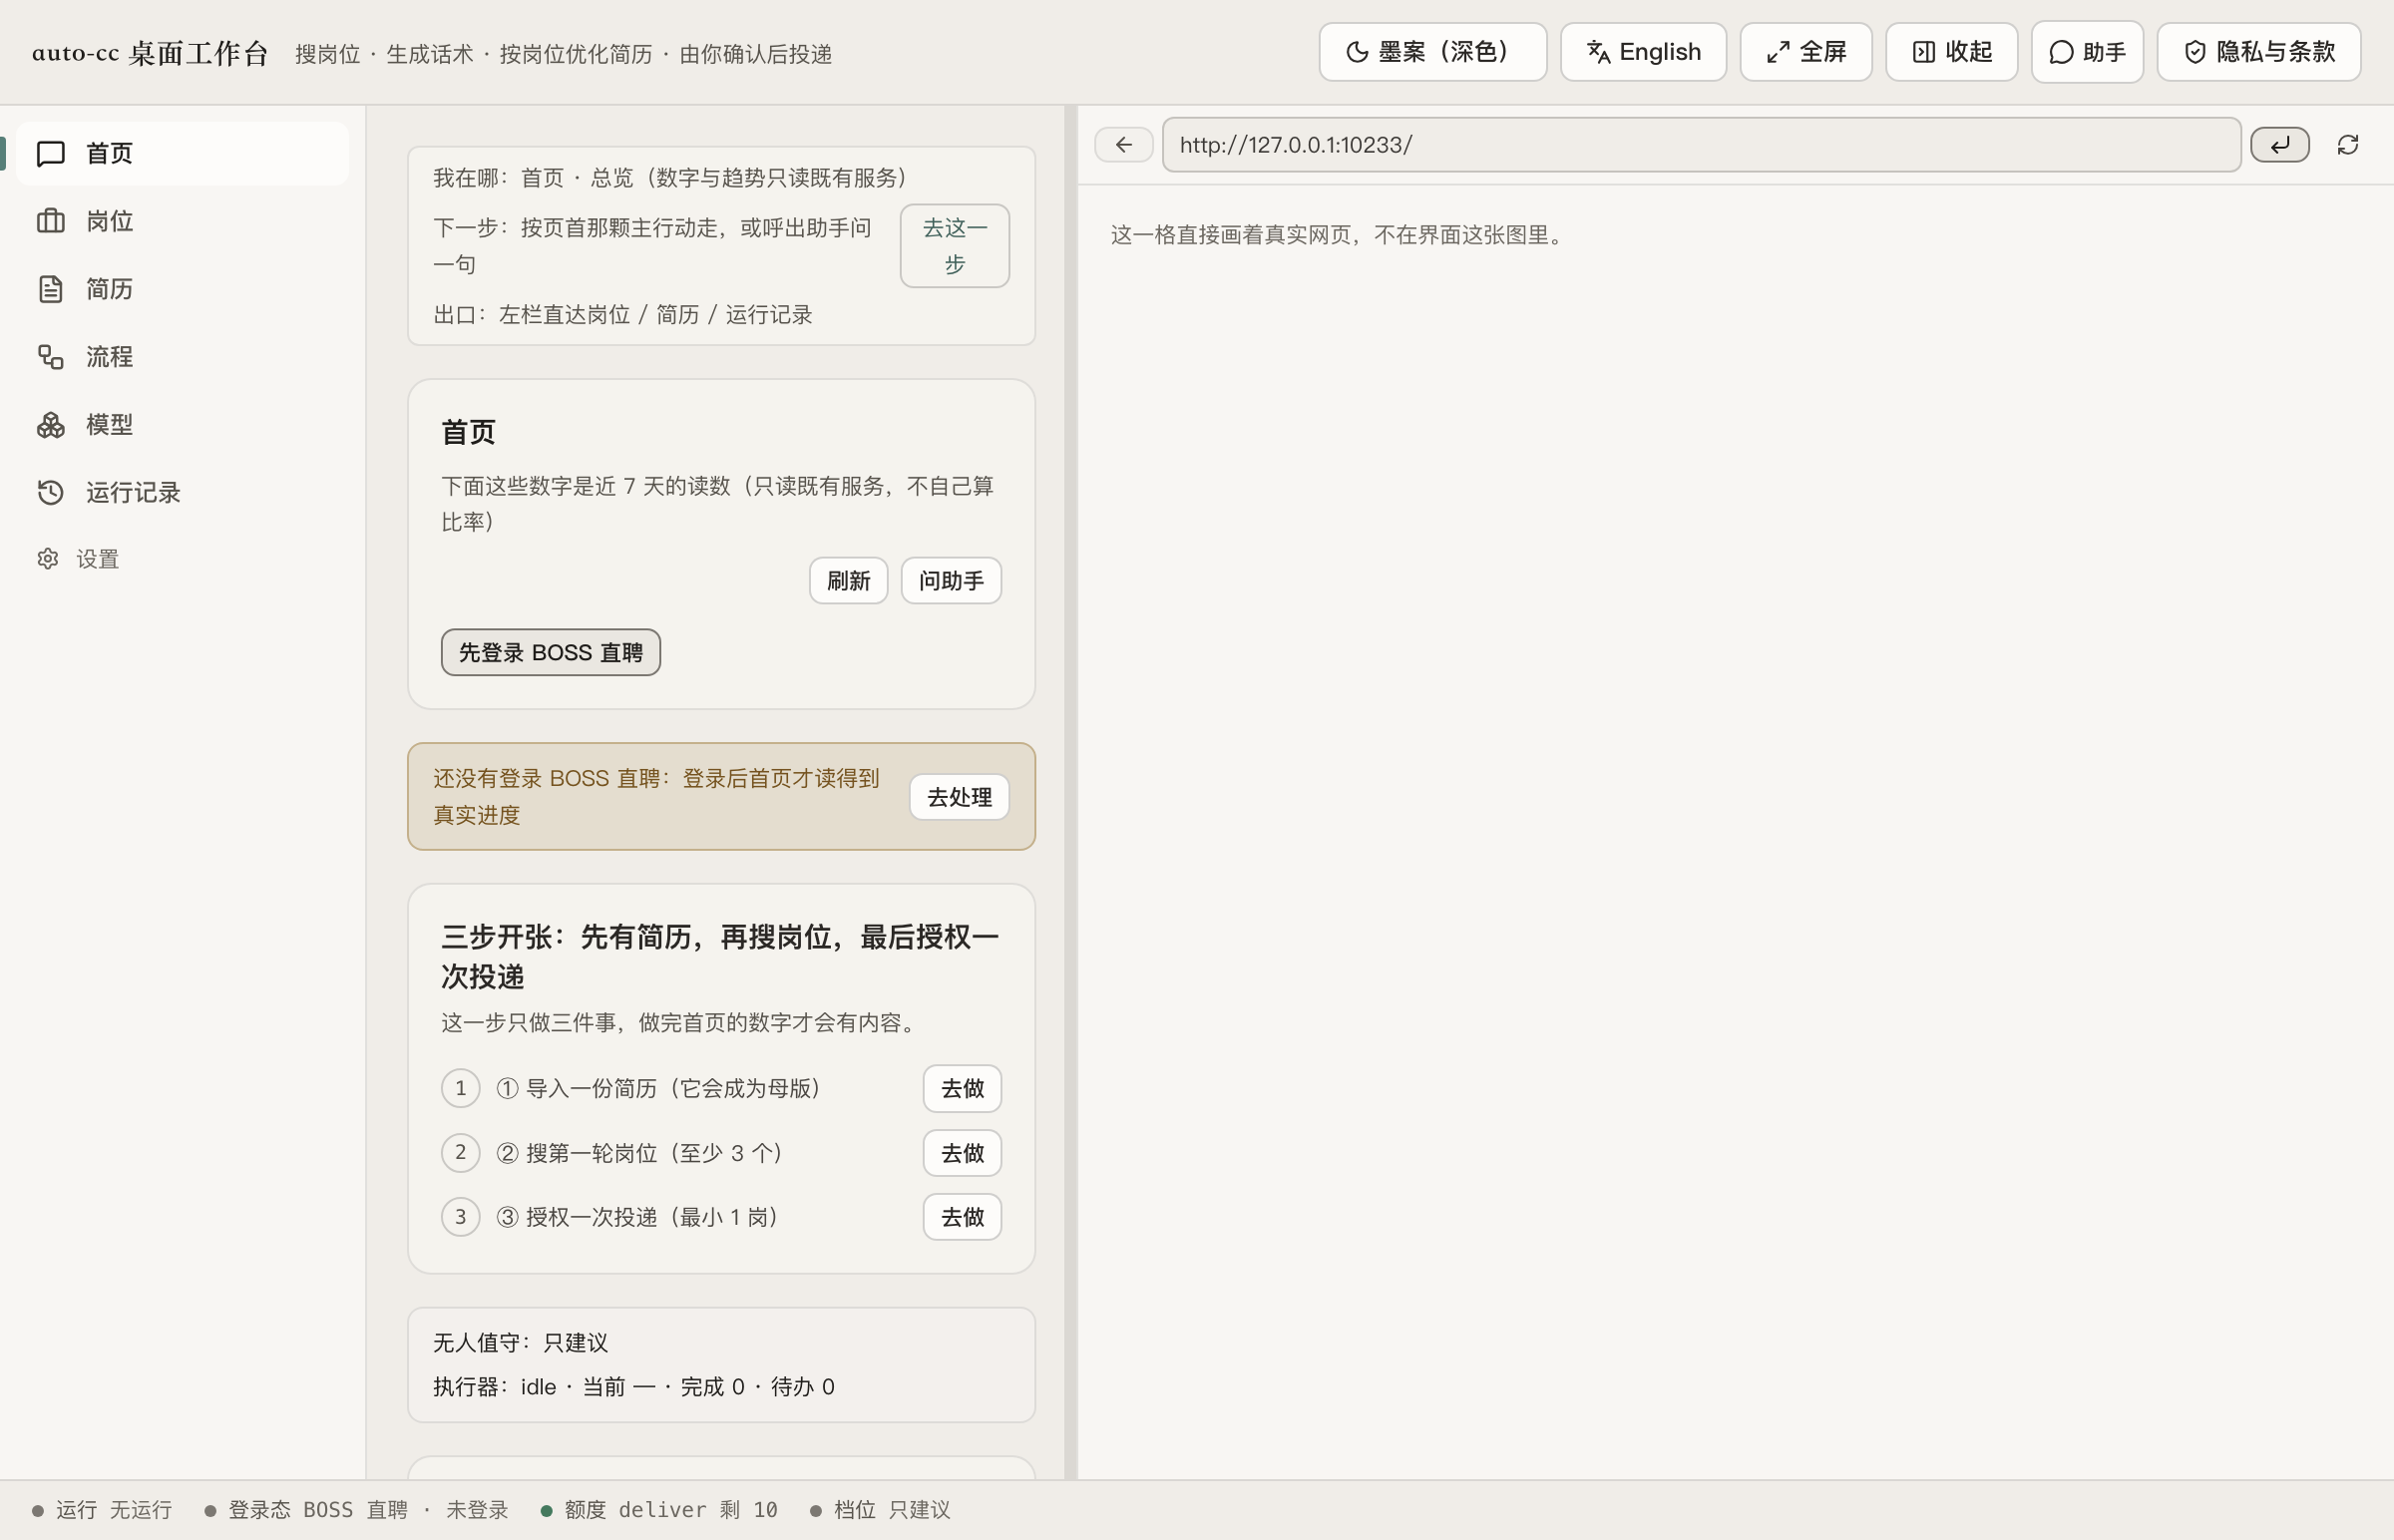 auto-cc 桌面工作台
搜岗位 · 生成话术 · 按岗位优化简历 · 由你确认后投递
墨案（深色）
English
全屏
收起
助手
隐私与条款
首页
岗位
简历
流程
模型
运行记录
设置
我在哪：首页 · 总览（数字与趋势只读既有服务）
下一步：按页首那颗主行动走，或呼出助手问
一句
去这一
步
出口：左栏直达岗位 / 简历 / 运行记录
首页
下面这些数字是近 7 天的读数（只读既有服务，不自己算
比率）
刷新
问助手
先登录 BOSS 直聘
还没有登录 BOSS 直聘：登录后首页才读得到
真实进度
去处理
三步开张：先有简历，再搜岗位，最后授权一
次投递
这一步只做三件事，做完首页的数字才会有内容。
1 ① 导入一份简历（它会成为母版）
去做
2 ② 搜第一轮岗位（至少 3 个）
去做
3 ③ 授权一次投递（最小 1 岗）
去做
无人值守：只建议
执行器：idle · 当前 — · 完成 0 · 待办 0
http://127.0.0.1:10233/
这一格直接画着真实网页，不在界面这张图里。
运行 无运行
登录态 BOSS 直聘 · 未登录
额度 deliver 剩 10
档位 只建议